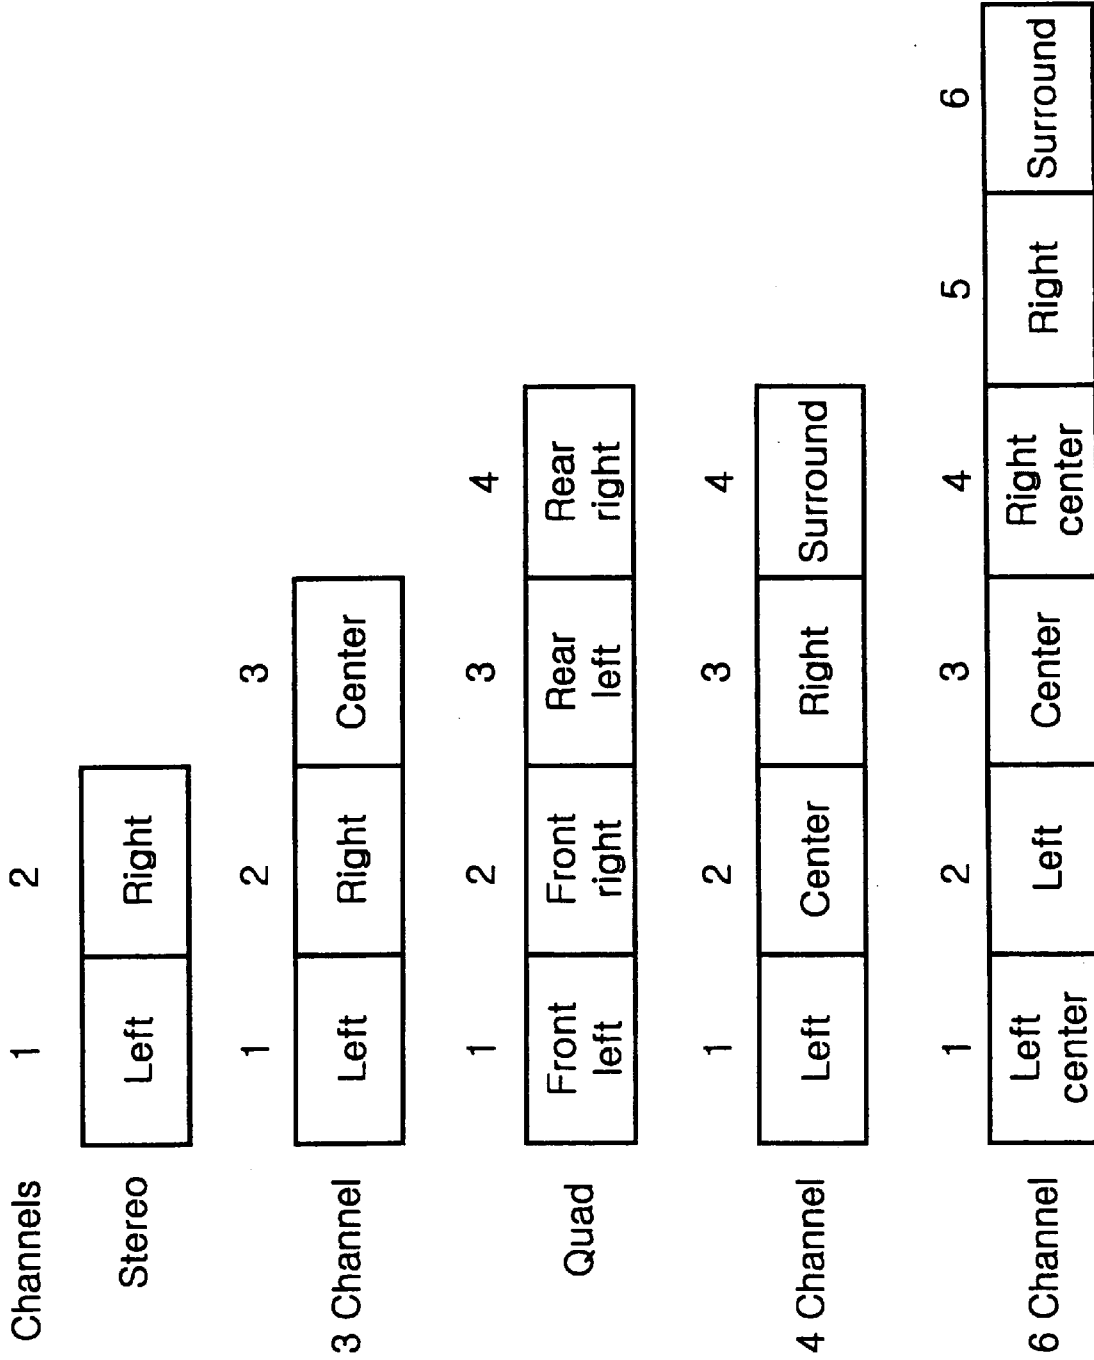 Channels 1 2
Stereo Left Right
1 2 3
3 Channel Left Right Center
1 2 3 4
Quad Front left Front right Rear left Rear right
1 2 3 4
4 Channel Left Center Right Surround
1 2 3 4 5 6
6 Channel Left center Left Center Right center Right Surround